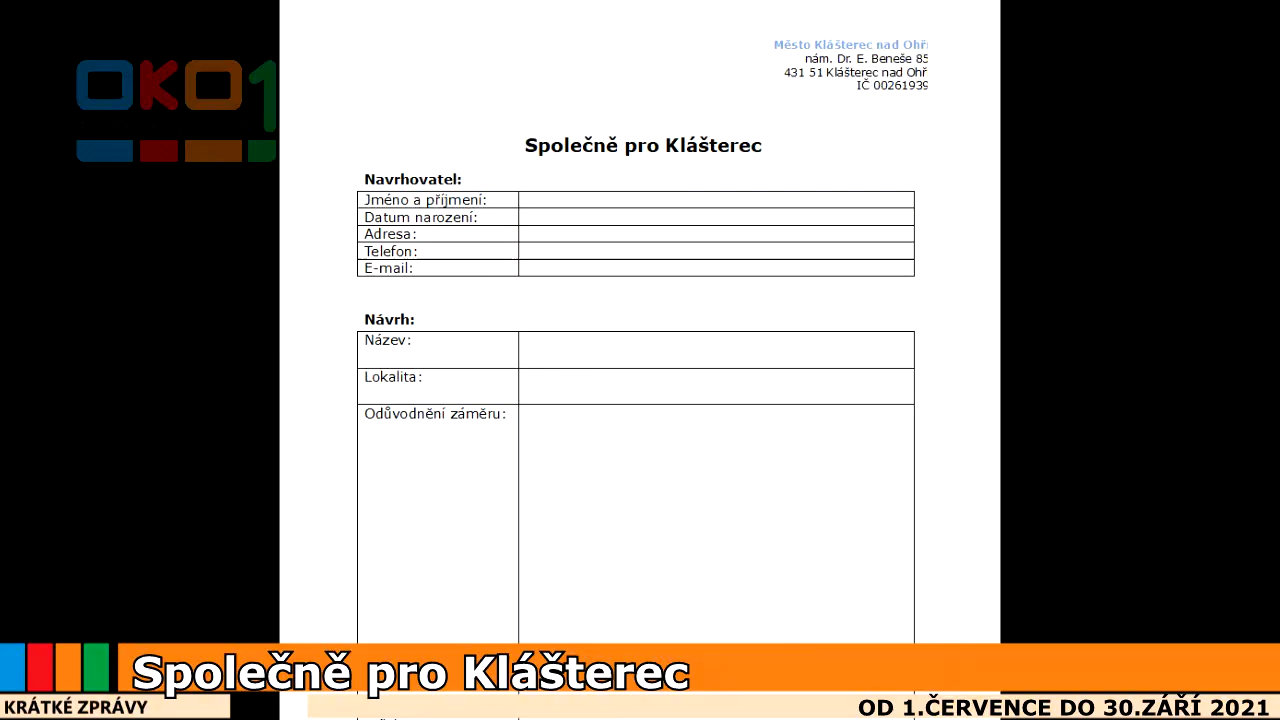 OKO1
Město Klášterec nad Ohř
nám. Dr. E. Beneše 85
431 51 Klášterec nad Ohř
IČ 00261939
Společně pro Klášterec
Navrhovatel:
Jméno a příjmení:
Datum narození:
Adresa:
Telefon:
E-mail:
Návrh:
Název:
Lokalita:
Odůvodnění záměru:
Společně pro Klášterec
KRÁTKÉ ZPRÁVY
OD 1.ČERVENCE DO 30.ZÁŘÍ 2021